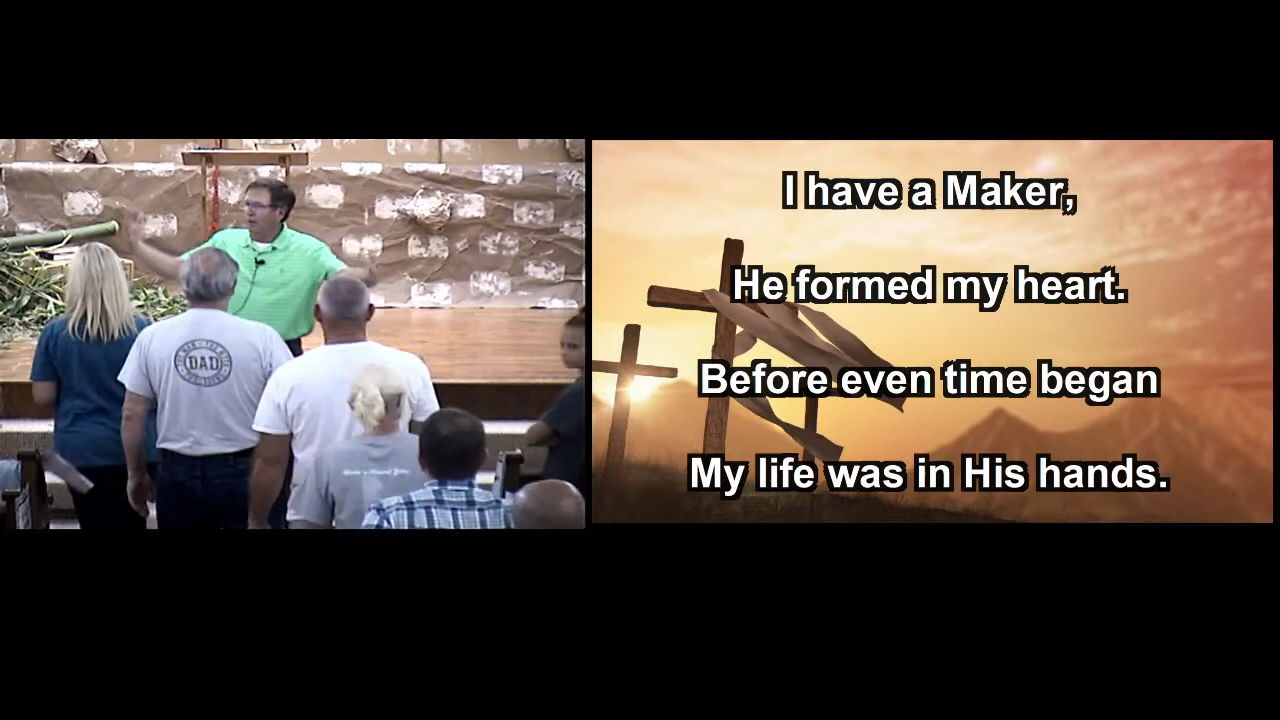 DAD
I have a Maker,
He formed my heart.
Before even time began
My life was in His hands.